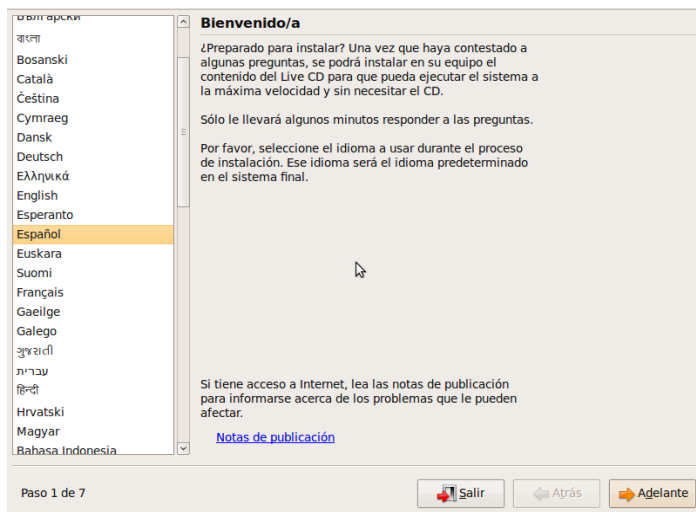 Български
বাংলা
Bosanski
Català
Čeština
Cymraeg
Dansk
Deutsch
Ελληνικά
English
Esperanto
Español
Euskara
Suomi
Français
Gaeilge
Galego
ગુજરાતી
עברית
हिन्दी
Hrvatski
Magyar
Bahasa Indonesia
Bienvenido/a
¿Preparado para instalar? Una vez que haya contestado a
algunas preguntas, se podrá instalar en su equipo el
contenido del Live CD para que pueda ejecutar el sistema a
la máxima velocidad y sin necesitar el CD.
Sólo le llevará algunos minutos responder a las preguntas.
Por favor, seleccione el idioma a usar durante el proceso
de instalación. Ese idioma será el idioma predeterminado
en el sistema final.
Si tiene acceso a Internet, lea las notas de publicación
para informarse acerca de los problemas que le pueden
afectar.
Notas de publicación
Paso 1 de 7
Salir
Atrás
Adelante